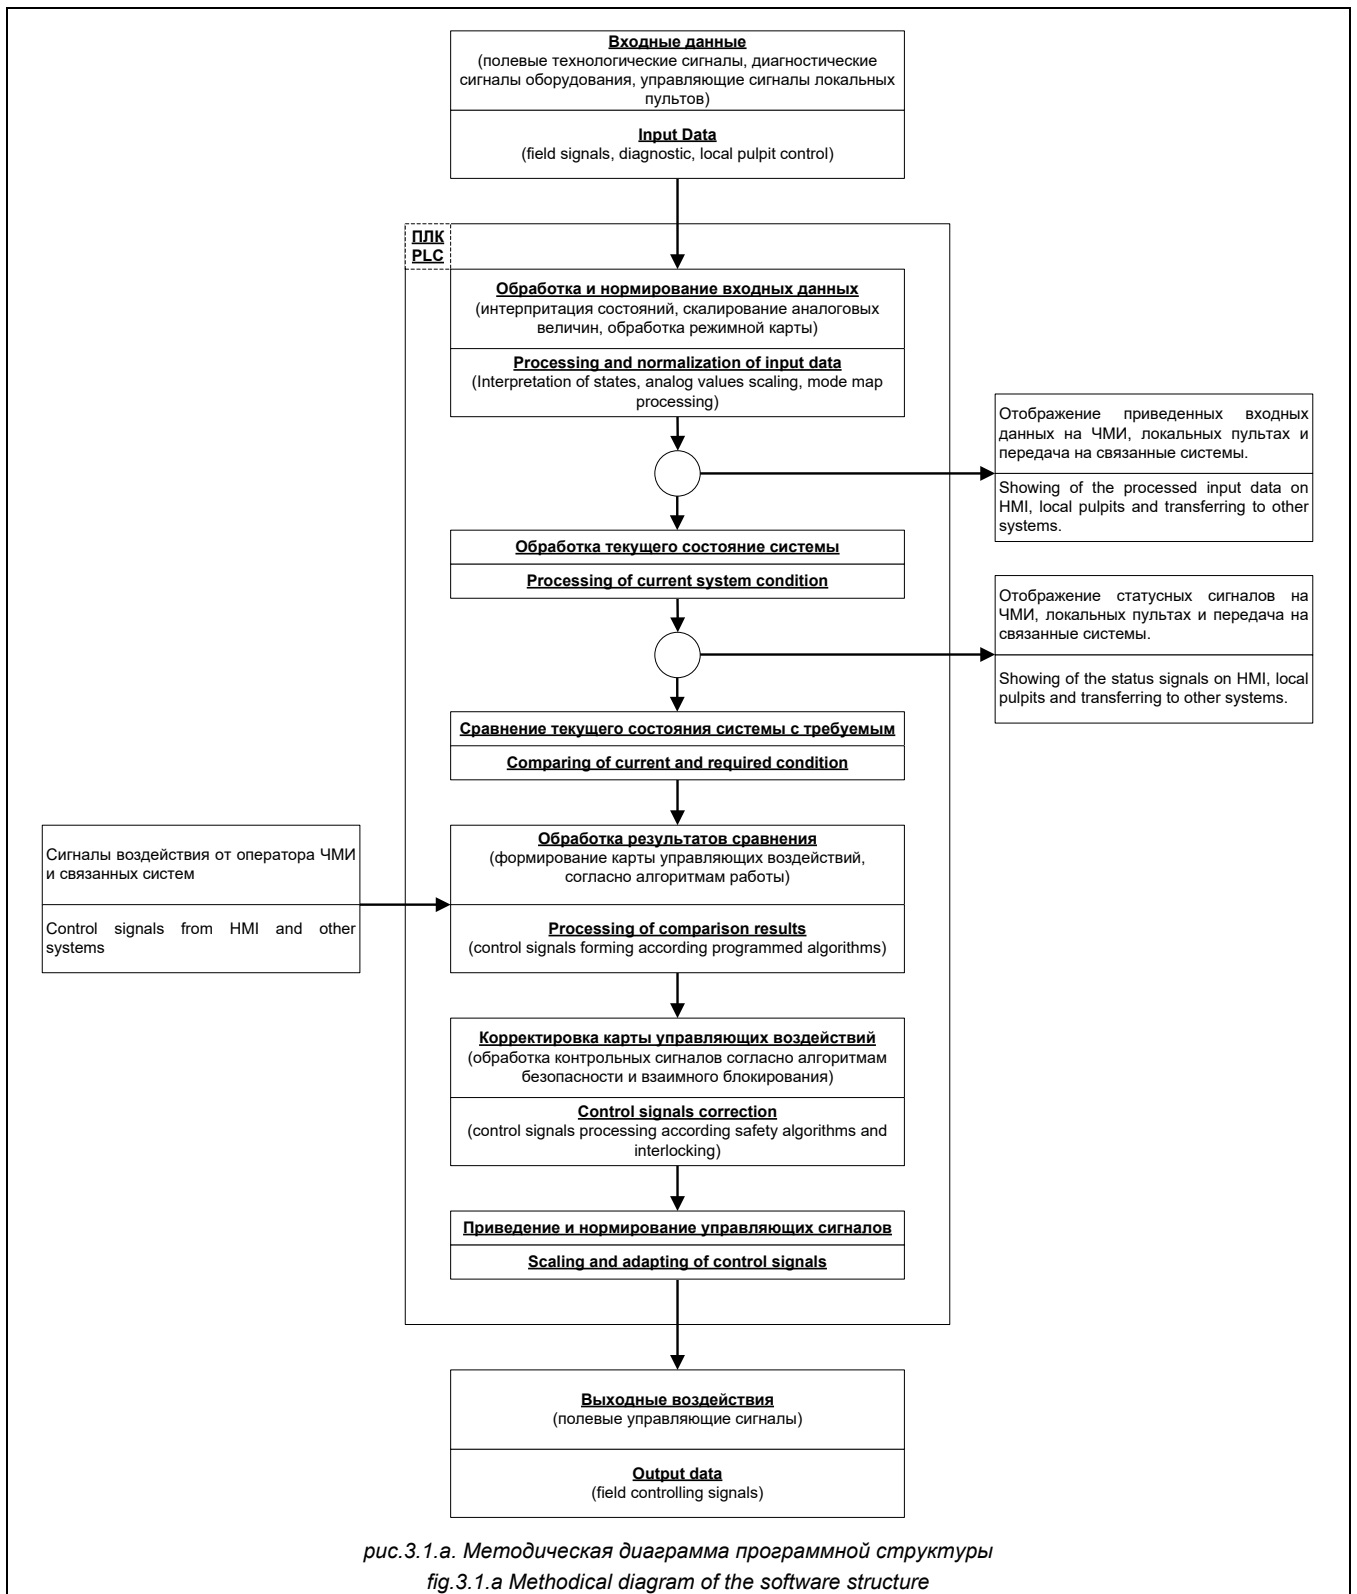 Входные данные
(полевые технологические сигналы, диагностические
сигналы оборудования, управляющие сигналы локальных
пультов)
Input Data
(field signals, diagnostic, local pulpit control)
ПЛК
PLC
Обработка и нормирование входных данных
(интерпритация состояний, скалирование аналоговых
величин, обработка режимной карты)
Processing and normalization of input data
(Interpretation of states, analog values scaling, mode map
processing)
Отображение приведенных входных
данных на ЧМИ, локальных пультах и
передача на связанные системы.
Showing of the processed input data on
HMI, local pulpits and transferring to other
systems.
Обработка текущего состояние системы
Processing of current system condition
Отображение статусных сигналов на
ЧМИ, локальных пультах и передача на
связанные системы.
Showing of the status signals on HMI, local
pulpits and transferring to other systems.
Сравнение текущего состояния системы с требуемым
Comparing of current and required condition
Сигналы воздействия от оператора ЧМИ
и связанных систем
Control signals from HMI and other
systems
Обработка результатов сравнения
(формирование карты управляющих воздействий,
согласно алгоритмам работы)
Processing of comparison results
(control signals forming according programmed algorithms)
Корректировка карты управляющих воздействий
(обработка контрольных сигналов согласно алгоритмам
безопасности и взаимного блокирования)
Control signals correction
(control signals processing according safety algorithms and
interlocking)
Приведение и нормирование управляющих сигналов
Scaling and adapting of control signals
Выходные воздействия
(полевые управляющие сигналы)
Output data
(field controlling signals)
рис.3.1.а. Методическая диаграмма программной структуры
fig.3.1.a Methodical diagram of the software structure